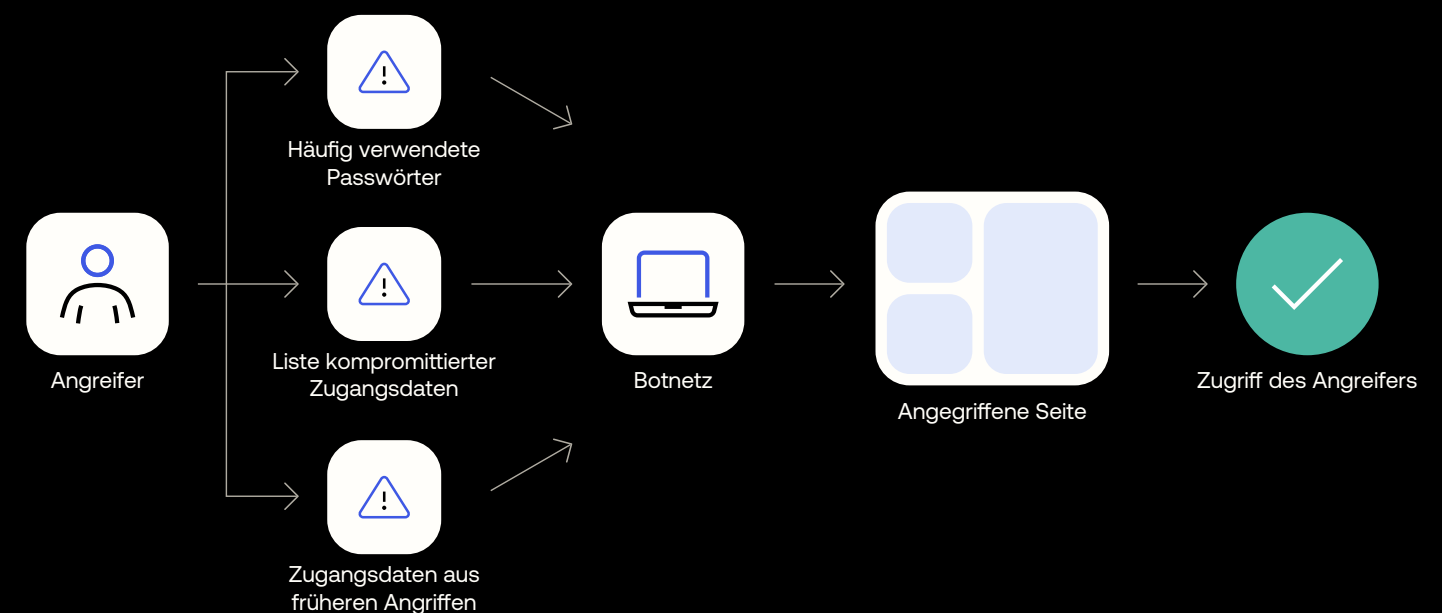 Häufig verwendete
Passwörter
Angreifer
Liste kompromittierter
Zugangsdaten
Botnetz
Angegriffene Seite
Zugriff des Angreifers
Zugangsdaten aus
früheren Angriffen